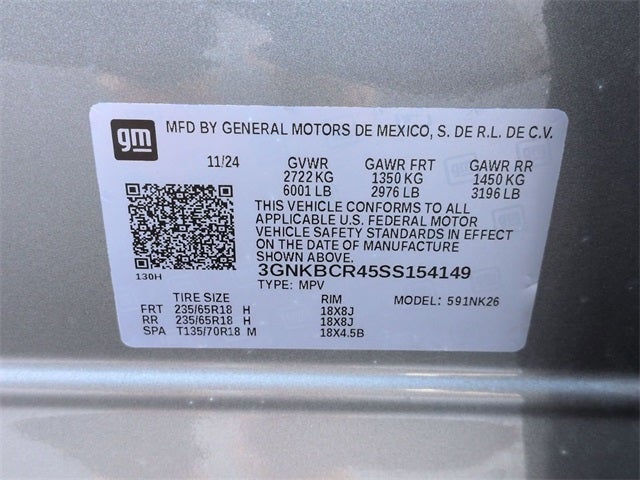 gm MFD BY GENERAL MOTORS DE MEXICO, S. DE R.L. DE C.V.
11/24 GVWR GAWR FRT GAWR RR
2722 KG 1350 KG 1450 KG
6001 LB 2976 LB 3196 LB
THIS VEHICLE CONFORMS TO ALL
APPLICABLE U.S. FEDERAL MOTOR
VEHICLE SAFETY STANDARDS IN EFFECT
ON THE DATE OF MANUFACTURE
SHOWN ABOVE.
130H 3GNKBCR45SS154149
TYPE: MPV
TIRE SIZE RIM MODEL: 591NK26
FRT 235/65R18 H 18X8J
RR 235/65R18 H 18X8J
SPA T135/70R18 M 18X4.5B